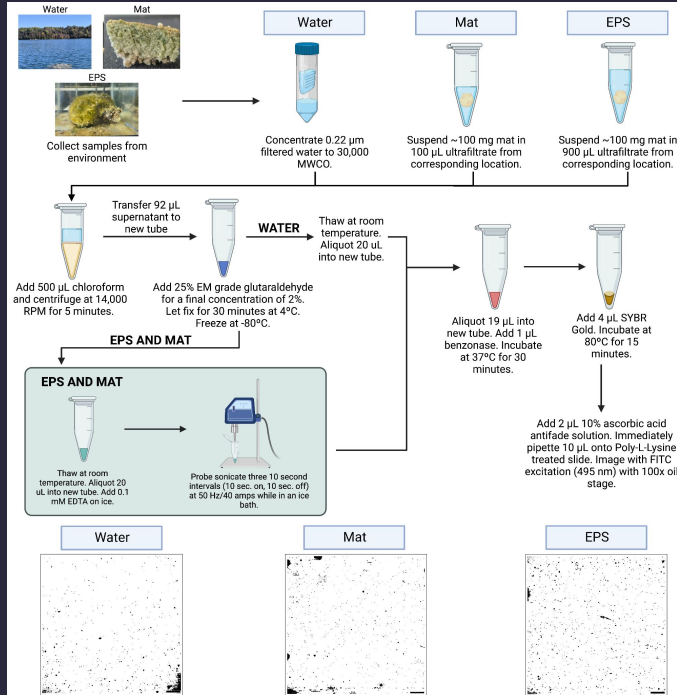 Water
Mat
EPS
Collect samples from
environment
Water
Concentrate 0.22 µm
filtered water to 30,000
MWCO.
Mat
Suspend ~100 mg mat in
100 µL ultrafiltrate from
corresponding location.
EPS
Suspend ~100 mg mat in
900 µL ultrafiltrate from
corresponding location.
Add 500 µL chloroform
and centrifuge at 14,000
RPM for 5 minutes.
Transfer 92 µL
supernatant to
new tube
Add 25% EM grade glutaraldehyde
for a final concentration of 2%.
Let fix for 30 minutes at 4ºC.
Freeze at -80ºC.
WATER
Thaw at room
temperature.
Aliquot 20 uL
into new tube.
EPS AND MAT
EPS AND MAT
Thaw at room
temperature. Aliquot 20
uL into new tube. Add 0.1
mM EDTA on ice.
Probe sonicate three 10 second
intervals (10 sec. on, 10 sec. off)
at 50 Hz/40 amps while in an ice
bath.
Aliquot 19 µL into
new tube. Add 1 µL
benzonase. Incubate
at 37ºC for 30
minutes.
Add 4 µL SYBR
Gold. Incubate at
80ºC for 15
minutes.
Add 2 µL 10% ascorbic acid
antifade solution. Immediately
pipette 10 µL onto Poly-L-Lysine
treated slide. Image with FITC
excitation (495 nm) with 100x oil
stage.
Water
Mat
EPS